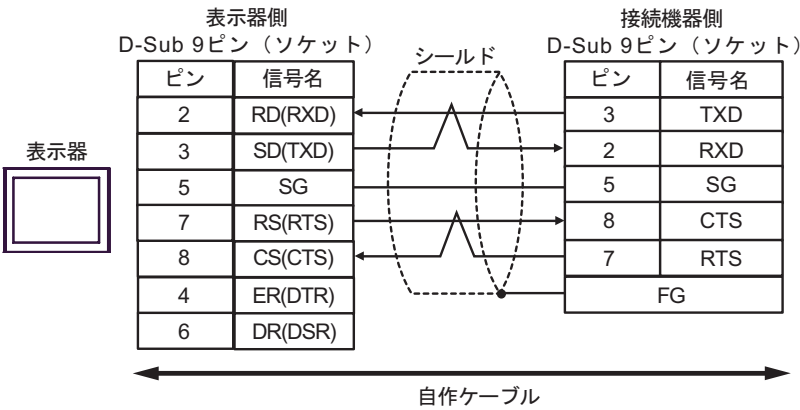 表示器側
D-Sub 9ピン（ソケット）
接続機器側
D-Sub 9ピン（ソケット）
シールド
ピン 信号名
ピン 信号名
2 RD(RXD)
3 TXD
表示器
3 SD(TXD)
2 RXD
5 SG
5 SG
7 RS(RTS)
8 CTS
8 CS(CTS)
7 RTS
4 ER(DTR)
FG
6 DR(DSR)
自作ケーブル